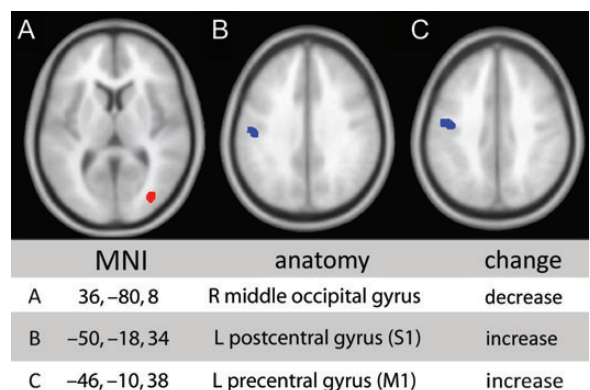 A B C
MNI anatomy change
A 36, –80, 8 R middle occipital gyrus decrease
B –50, –18, 34 L postcentral gyrus (S1) increase
C –46, –10, 38 L precentral gyrus (M1) increase